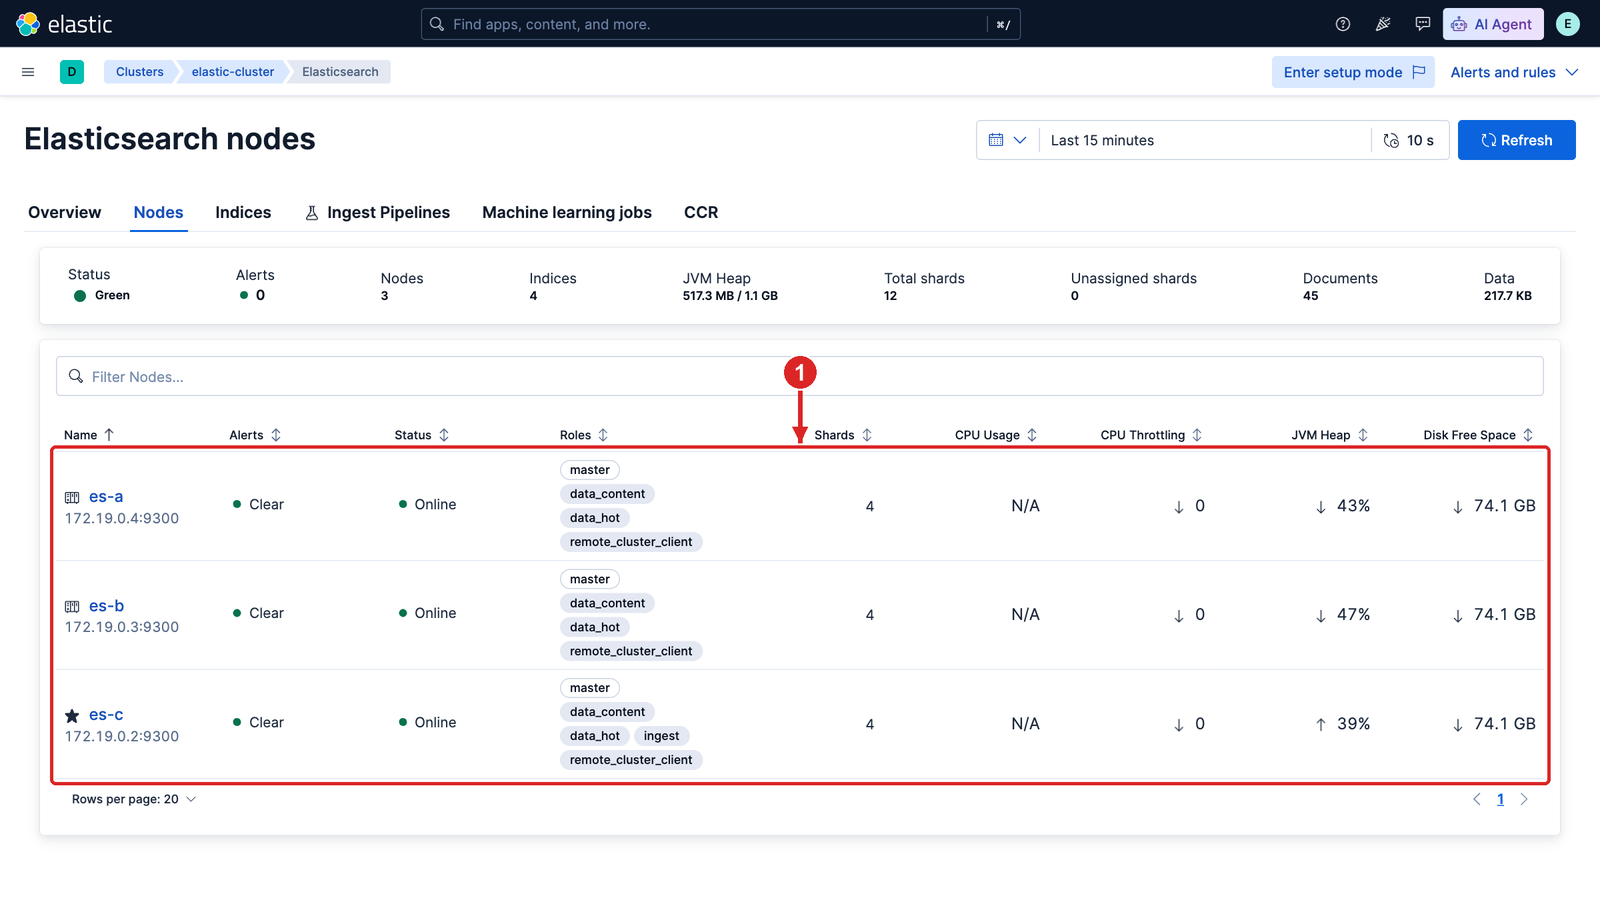 elastic
Find apps, content, and more.
⌘/
AI Agent
E
D
Clusters
elastic-cluster
Elasticsearch
Enter setup mode
Alerts and rules
Elasticsearch nodes
Last 15 minutes
10 s
Refresh
Overview
Nodes
Indices
Ingest Pipelines
Machine learning jobs
CCR
Status
Green
Alerts
0
Nodes
3
Indices
4
JVM Heap
517.3 MB / 1.1 GB
Total shards
12
Unassigned shards
0
Documents
45
Data
217.7 KB
Filter Nodes...
1
Name
Alerts
Status
Roles
Shards
CPU Usage
CPU Throttling
JVM Heap
Disk Free Space
es-a
172.19.0.4:9300
Clear
Online
master
data_content
data_hot
remote_cluster_client
4
N/A
0
43%
74.1 GB
es-b
172.19.0.3:9300
Clear
Online
master
data_content
data_hot
remote_cluster_client
4
N/A
0
47%
74.1 GB
es-c
172.19.0.2:9300
Clear
Online
master
data_content
data_hot ingest
remote_cluster_client
4
N/A
0
39%
74.1 GB
Rows per page: 20
1